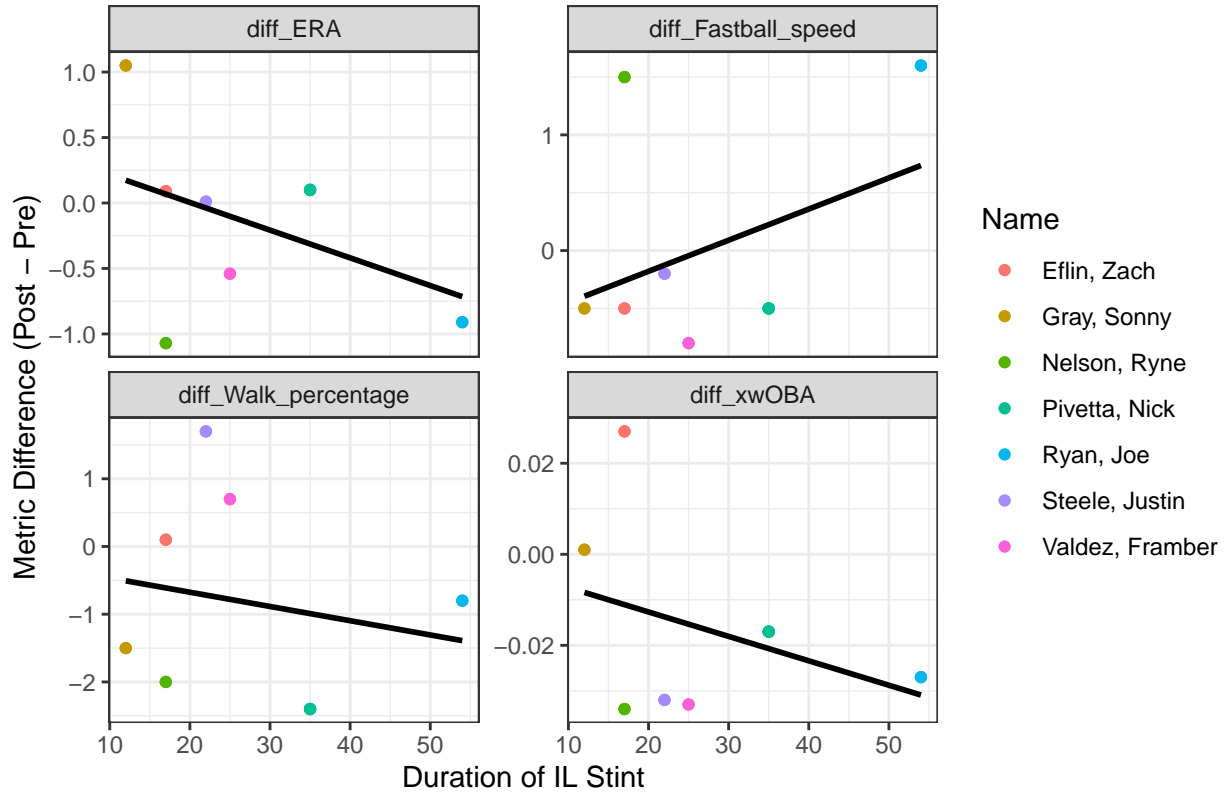 diff_ERA
diff_Fastball_speed
1.0
0.5
0.0
−0.5
−1.0
1
0
diff_Walk_percentage
diff_xwOBA
1
0
−1
−2
0.02
0.00
−0.02
10 20 30 40 50
10 20 30 40 50
Duration of IL Stint
Metric Difference (Post − Pre)
Name
Eflin, Zach
Gray, Sonny
Nelson, Ryne
Pivetta, Nick
Ryan, Joe
Steele, Justin
Valdez, Framber